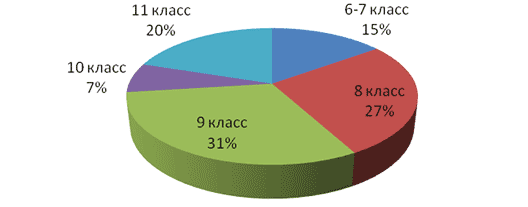 11 класс
20%
6-7 класс
15%
10 класс
7%
8 класс
27%
9 класс
31%